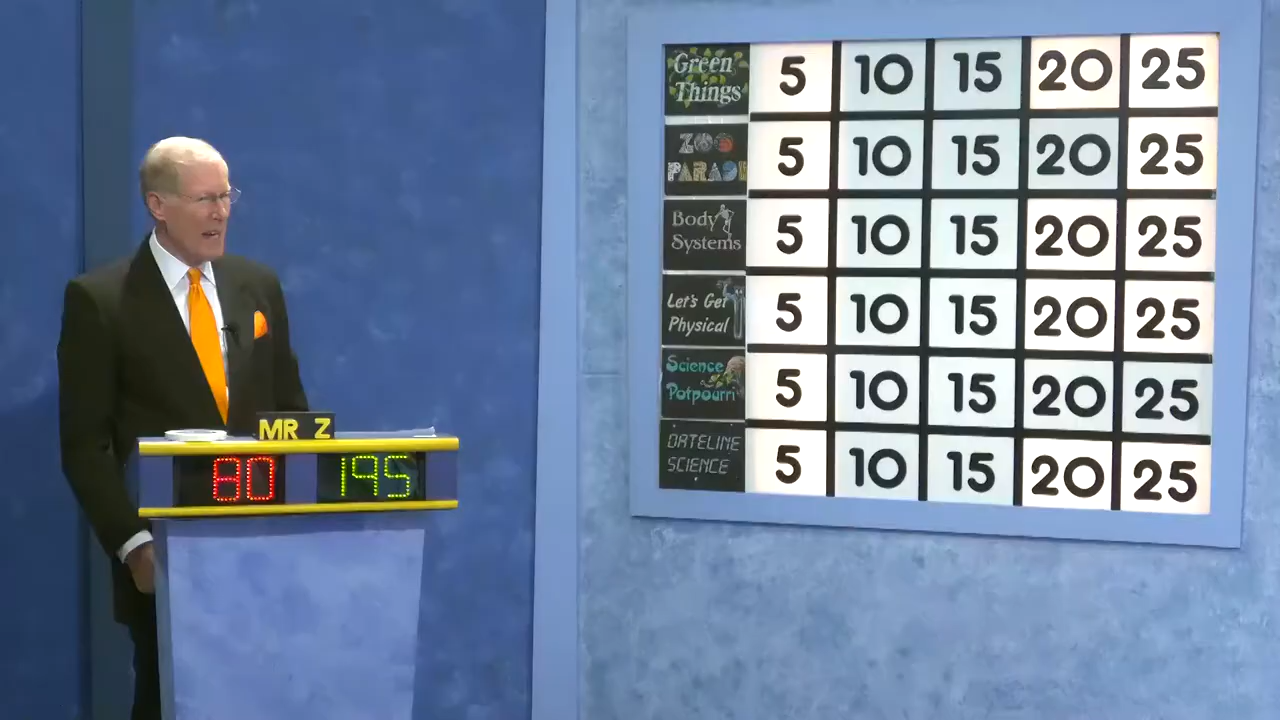 Green
Things
5 10 15 20 25
ZOO
PARADE
5 10 15 20 25
Body
Systems
5 10 15 20 25
Let's Get
Physical
5 10 15 20 25
Science
Potpourri
5 10 15 20 25
DATELINE
SCIENCE
5 10 15 20 25
MR Z
80 195